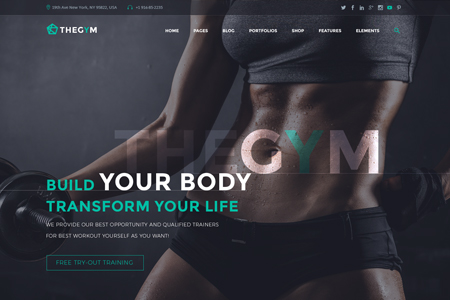 1995 Ave New York, NY 95822, USA +1 916-85-2235
THEGYM HOME PAGES BLOG PORTFOLIOS SHOP FEATURES ELEMENTS
THEGYM
BUILD YOUR BODY
TRANSFORM YOUR LIFE
WE PROVIDE OUR BEST OPPORTUNITY AND QUALIFIED TRAINERS
FOR BEST WORKOUT YOURSELF AS YOU WANT!
FREE TRY-OUT TRAINING